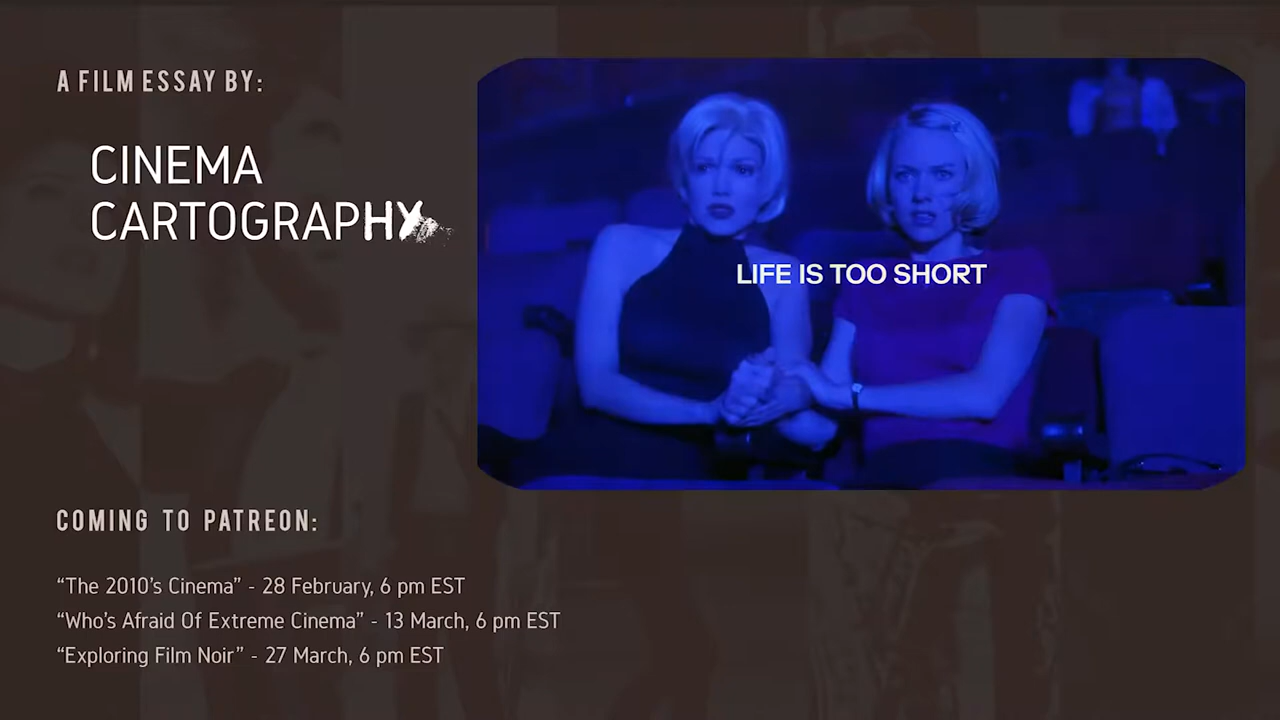 A FILM ESSAY BY:
CINEMA
CARTOGRAPHY
LIFE IS TOO SHORT
COMING TO PATREON:
“The 2010’s Cinema” - 28 February, 6 pm EST
“Who’s Afraid Of Extreme Cinema” - 13 March, 6 pm EST
“Exploring Film Noir” - 27 March, 6 pm EST